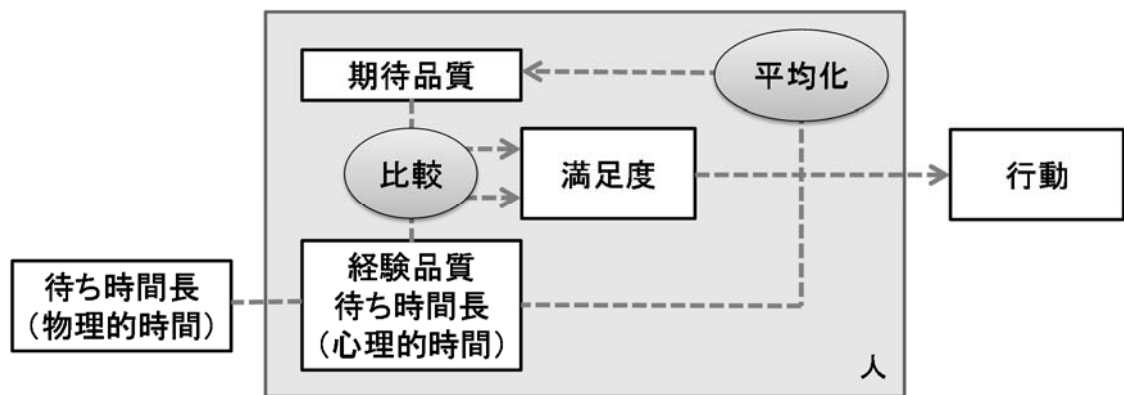 期待品質
平均化
比較
満足度
行動
待ち時間長
（物理的時間）
経験品質
待ち時間長
（心理的時間）
人